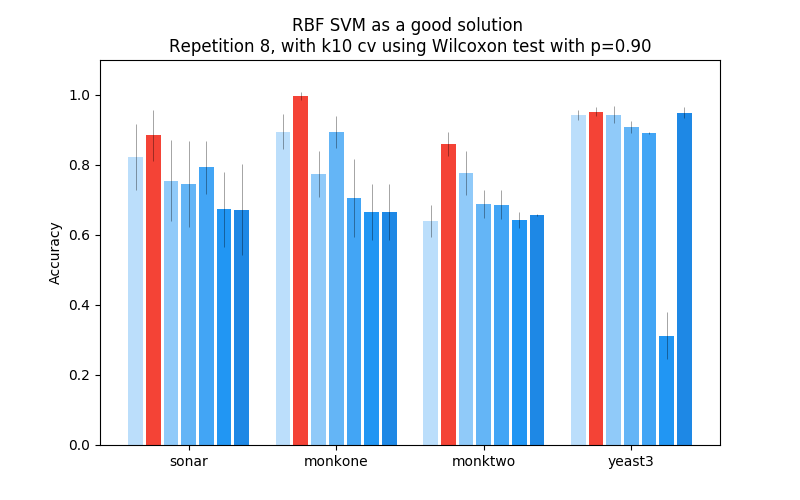 RBF SVM as a good solution
Repetition 8, with k10 cv using Wilcoxon test with p=0.90
1.0
0.8
0.6
0.4
0.2
0.0
Accuracy
sonar
monkone
monktwo
yeast3